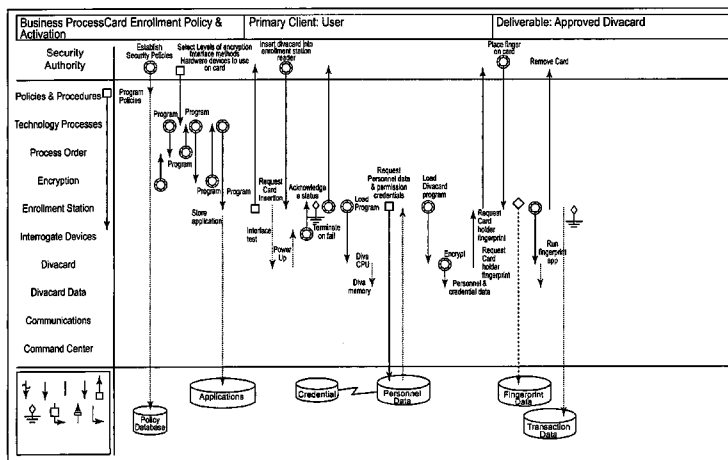 Business ProcessCard Enrollment Policy &
Activation
Primary Client: User
Deliverable: Approved Divacard
Security
Authority
Establish
Security Policies
Select Levels of encryption
Interface methods
Hardware devices to use
on card
Insert divacard into
enrollment station
reader
Place finger
on card
Remove Card
Policies & Procedures
Program
Policies
Technology Processes
Program
Program
Process Order
Program
Encryption
Program
Program
Request
Card
Insertion
Acknowledg
e status
Load
Program
Request
Personnel data
& permission
credentials
Load
Divacard
program
Enrollment Station
Store
application
Interface
test
Terminate
on fail
Request
Card
holder
fingerprint
Interrogate Devices
Power
Up
Diva
CPU
Encrypt
Request
Card
holder
fingerprint
Run
fingerprint
app
Divacard
Diva
memory
Personnel &
credential data
Divacard Data
Communications
Command Center
Applications
Credential
Personnel
Data
Fingerprint
Data
Policy
Database
Transaction
Data